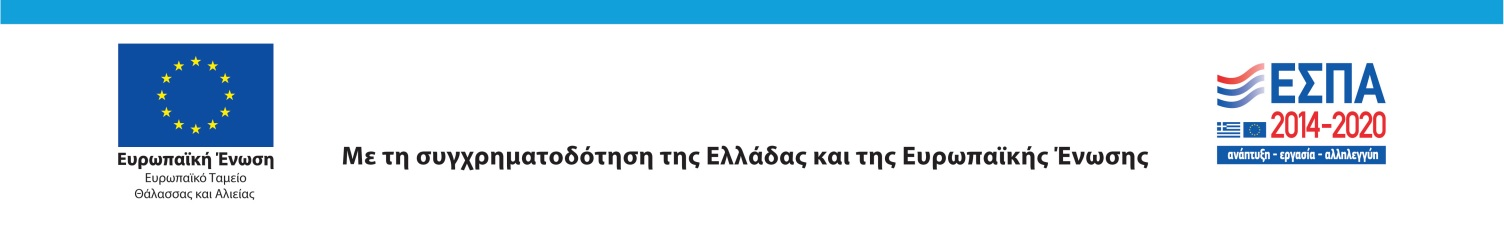 Ευρωπαϊκή Ένωση
Ευρωπαϊκό Ταμείο
Θάλασσας και Αλιείας
Με τη συγχρηματοδότηση της Ελλάδας και της Ευρωπαϊκής Ένωσης
ΕΣΠΑ
2014-2020
ανάπτυξη - εργασία - αλληλεγγύη